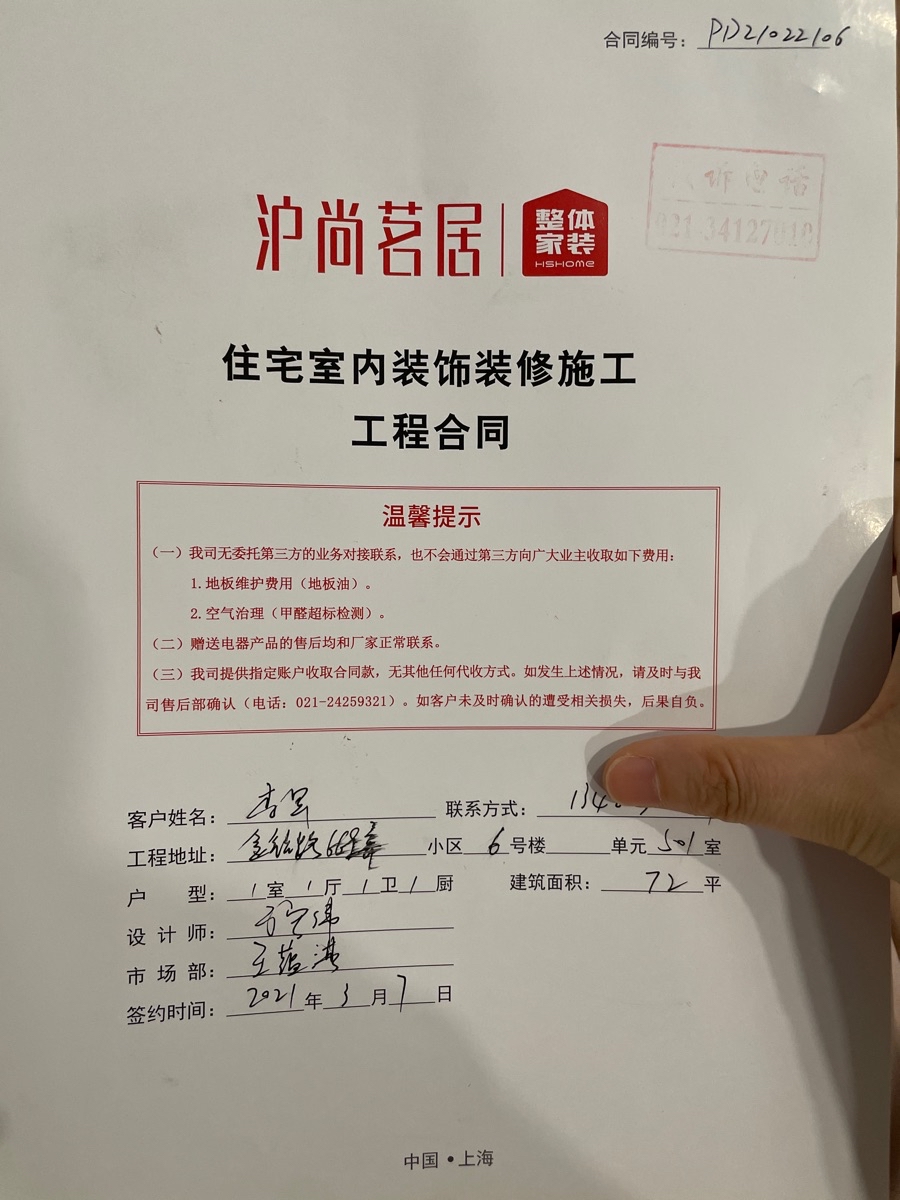 合同编号：PD21022106
诉电话
021-34127010
沪尚茗居 整体家装 HSHOME
住宅室内装饰装修施工
工程合同
温馨提示
（一）我司无委托第三方的业务对接联系，也不会通过第三方向广大业主收取如下费用：
1.地板维护费用（地板油）。
2.空气治理（甲醛超标检测）。
（二）赠送电器产品的售后均和厂家正常联系。
（三）我司提供指定账户收取合同款，无其他任何代收方式。如发生上述情况，请及时与我
司售后部确认（电话：021-24259321）。如客户未及时确认的遭受相关损失，后果自负。
客户姓名： 联系方式：134
工程地址： 小区 6 号楼 单元 501 室
户 型：1 室 1 厅 1 卫 1 厨 建筑面积：72 平
设 计 师：
市 场 部：王
签约时间：2021 年 3 月 7 日
中国·上海